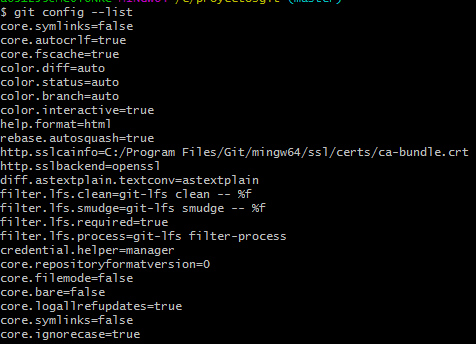 $ git config --list
core.symlinks=false
core.autocrlf=true
core.fscache=true
color.diff=auto
color.status=auto
color.branch=auto
color.interactive=true
help.format=html
rebase.autosquash=true
http.sslcainfo=C:/Program Files/Git/mingw64/ssl/certs/ca-bundle.crt
http.sslbackend=openssl
diff.astextplain.textconv=astextplain
filter.lfs.clean=git-lfs clean -- %f
filter.lfs.smudge=git-lfs smudge -- %f
filter.lfs.required=true
filter.lfs.process=git-lfs filter-process
credential.helper=manager
core.repositoryformatversion=0
core.filemode=false
core.bare=false
core.logallrefupdates=true
core.symlinks=false
core.ignorecase=true